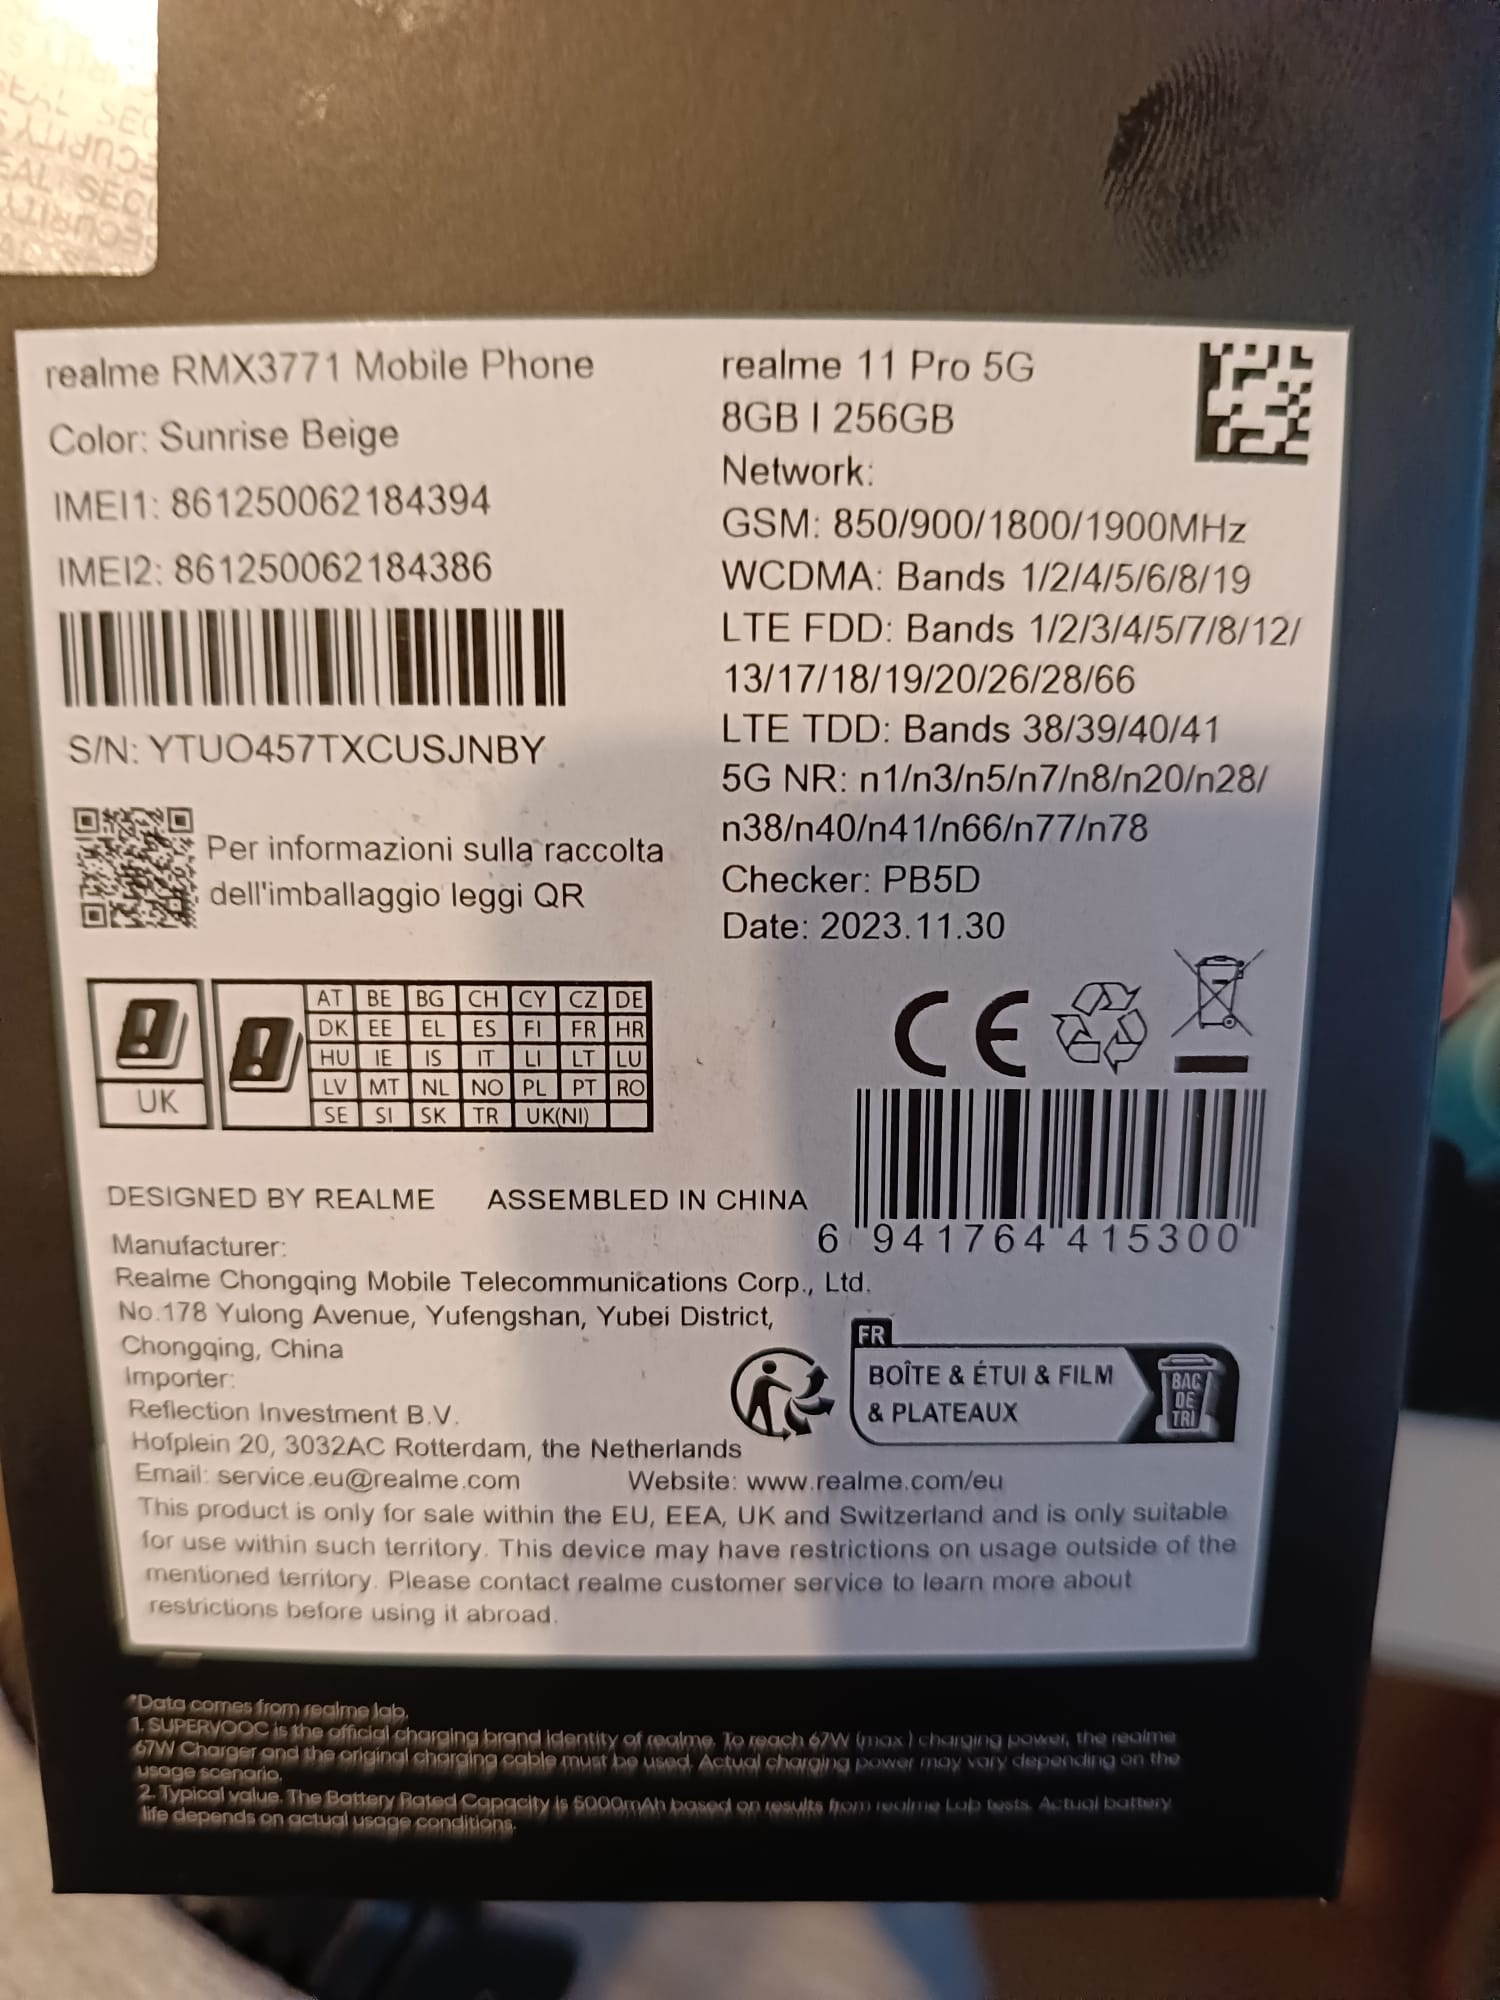 realme RMX3771 Mobile Phone
Color: Sunrise Beige
IMEI1: 861250062184394
IMEI2: 861250062184386
S/N: YTUO457TXCUSJNBY
Per informazioni sulla raccolta
dell'imballaggio leggi QR
realme 11 Pro 5G
8GB | 256GB
Network:
GSM: 850/900/1800/1900MHz
WCDMA: Bands 1/2/4/5/6/8/19
LTE FDD: Bands 1/2/3/4/5/7/8/12/
13/17/18/19/20/26/28/66
LTE TDD: Bands 38/39/40/41
5G NR: n1/n3/n5/n7/n8/n20/n28/
n38/n40/n41/n66/n77/n78
Checker: PB5D
Date: 2023.11.30
UK
AT BE BG CH CY CZ DE
DK EE EL ES FI FR HR
HU IE IS IT LI LT LU
LV MT NL NO PL PT RO
SE SI SK TR UK(NI)
CE
6 941764 415300
DESIGNED BY REALME ASSEMBLED IN CHINA
Manufacturer:
Realme Chongqing Mobile Telecommunications Corp., Ltd.
No.178 Yulong Avenue, Yufengshan, Yubei District,
Chongqing, China
Importer:
Reflection Investment B.V.
Hofplein 20, 3032AC Rotterdam, the Netherlands
Email: service.eu@realme.com Website: www.realme.com/eu
FR
BOÎTE & ÉTUI & FILM
& PLATEAUX
BAC
DE
TRI
This product is only for sale within the EU, EEA, UK and Switzerland and is only suitable
for use within such territory. This device may have restrictions on usage outside of the
mentioned territory. Please contact realme customer service to learn more about
restrictions before using it abroad.
*Data comes from realme lab.
1. SUPERVOOC is the official charging brand identity of realme. To reach 67W (max.) charging power, the realme
67W Charger and the original charging cable must be used. Actual charging power may vary depending on the
usage scenario.
2. Typical value. The Battery Rated Capacity is 5000mAh based on results from realme Lab tests. Actual battery
life depends on actual usage conditions.